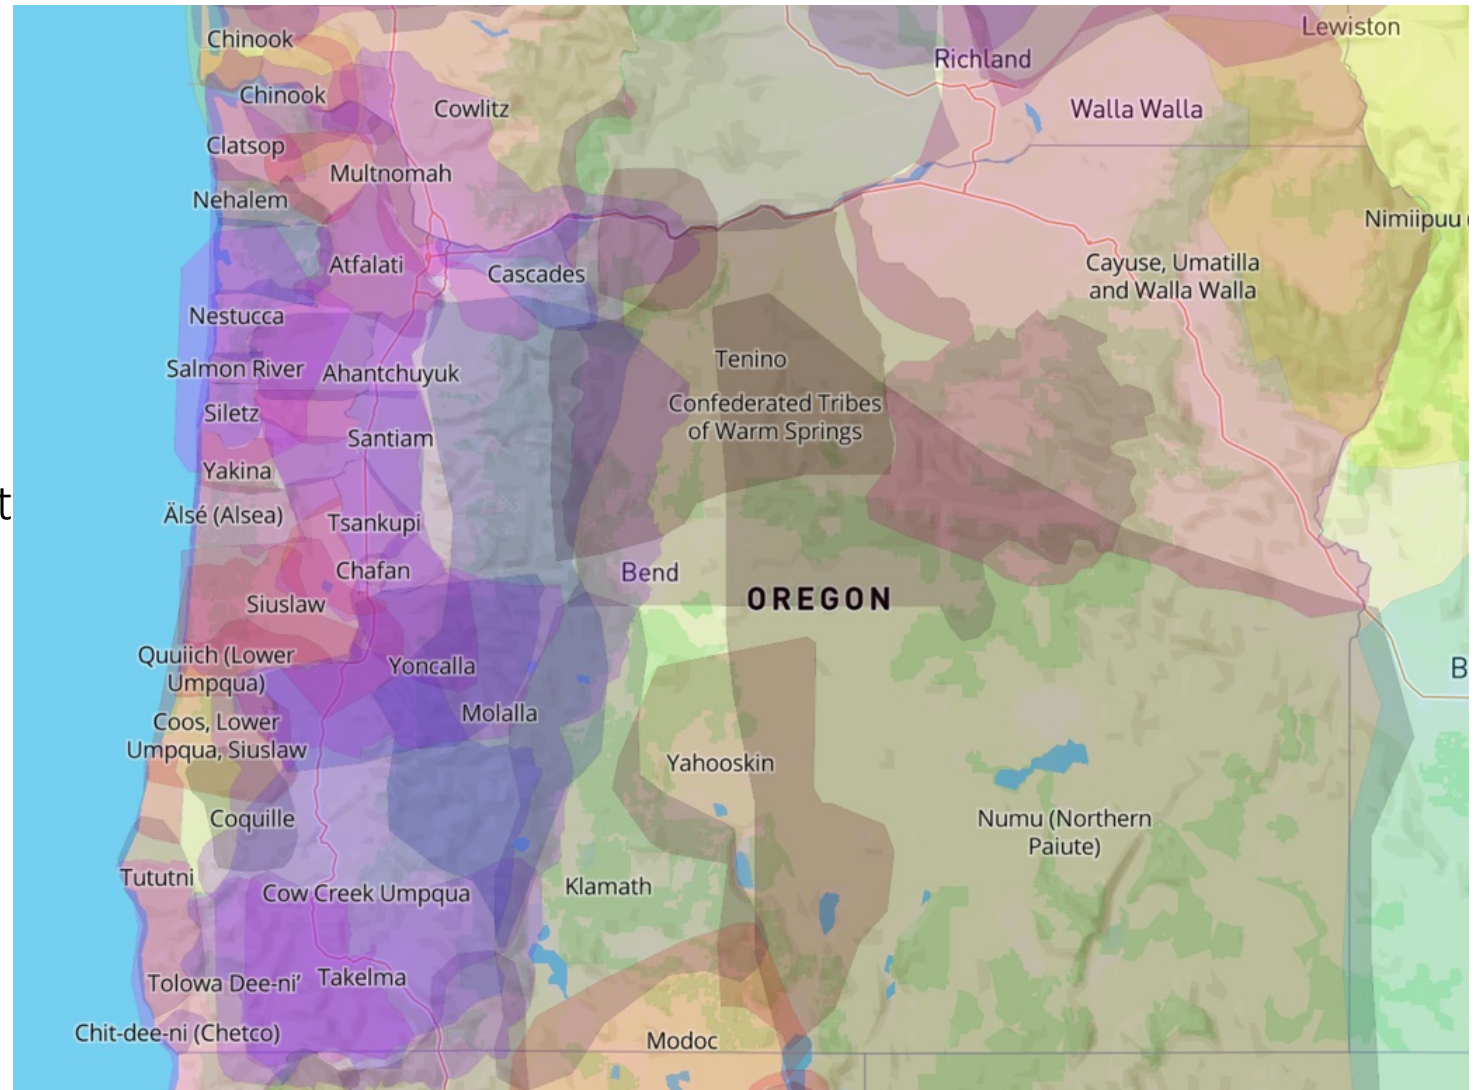 Chinook
Lewiston
Richland
Chinook
Cowlitz
Walla Walla
Clatsop
Multnomah
Nehalem
Nimiipuu
Atfalati
Cascades
Cayuse, Umatilla
and Walla Walla
Nestucca
Salmon River
Ahantchuyuk
Tenino
Siletz
Confederated Tribes
of Warm Springs
Santiam
Yakina
t
Älsé (Alsea)
Tsankupi
Chafan
Bend
OREGON
Siuslaw
Quuiich (Lower
Umpqua)
Yoncalla
B
Molalla
Coos, Lower
Umpqua, Siuslaw
Yahooskin
Coquille
Numu (Northern
Paiute)
Tututni
Cow Creek Umpqua
Klamath
Tolowa Dee-ni’
Takelma
Chit-dee-ni (Chetco)
Modoc